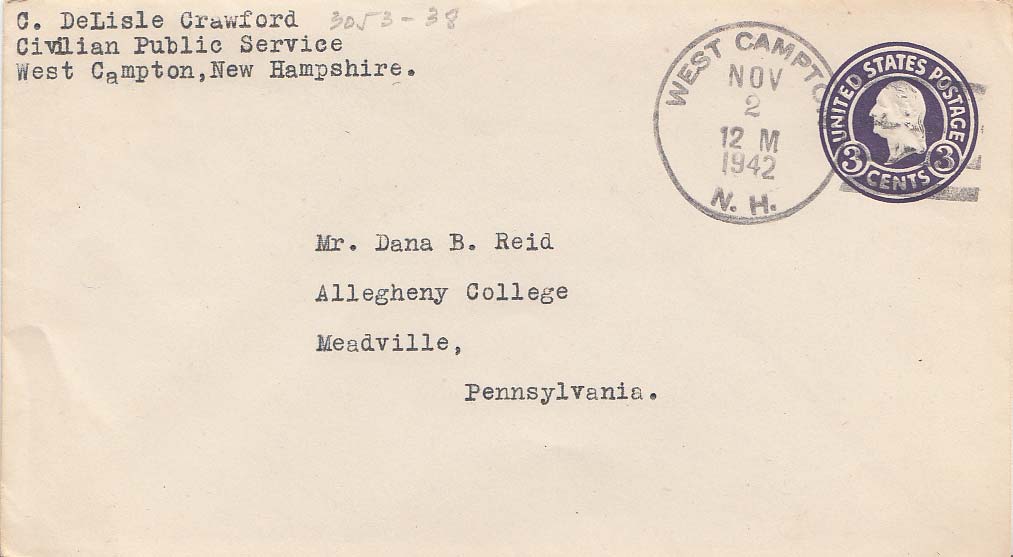 C. DeLisle Crawford 3053-38
Civilian Public Service
West Campton,New Hampshire.
WEST CAMPTON
NOV
2
12 M
1942
N. H.
UNITED STATES POSTAGE
3 CENTS 3
Mr. Dana B. Reid
Allegheny College
Meadville,
Pennsylvania.